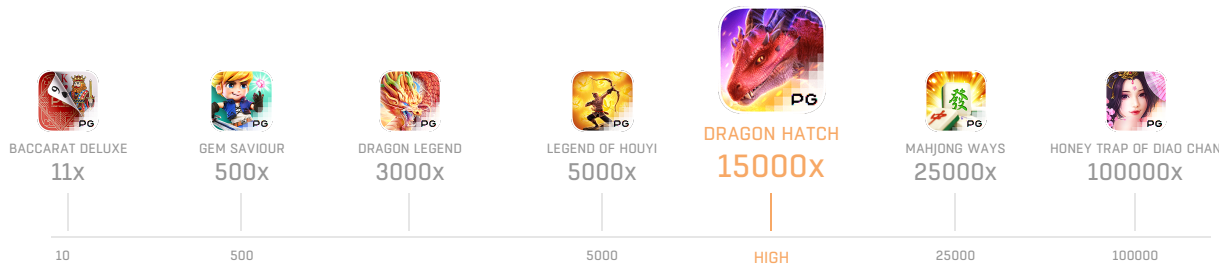 PG
PG
PG
PG
PG
PG
PG
發
BACCARAT DELUXE
GEM SAVIOUR
DRAGON LEGEND
LEGEND OF HOUYI
DRAGON HATCH
MAHJONG WAYS
HONEY TRAP OF DIAO CHAN
11x
500x
3000x
5000x
15000x
25000x
100000x
10
500
5000
HIGH
25000
100000